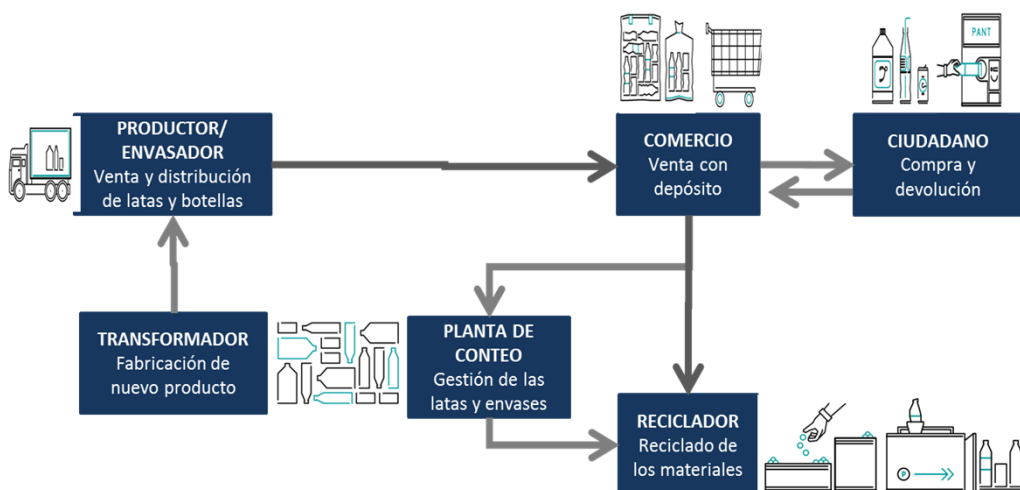 PANT
PRODUCTOR/
ENVASADOR
Venta y distribución
de latas y botellas
COMERCIO
Venta con
depósito
CIUDADANO
Compra y
devolución
TRANSFORMADOR
Fabricación de
nuevo producto
PLANTA DE
CONTEO
Gestión de las
latas y envases
RECICLADOR
Reciclado de
los materiales